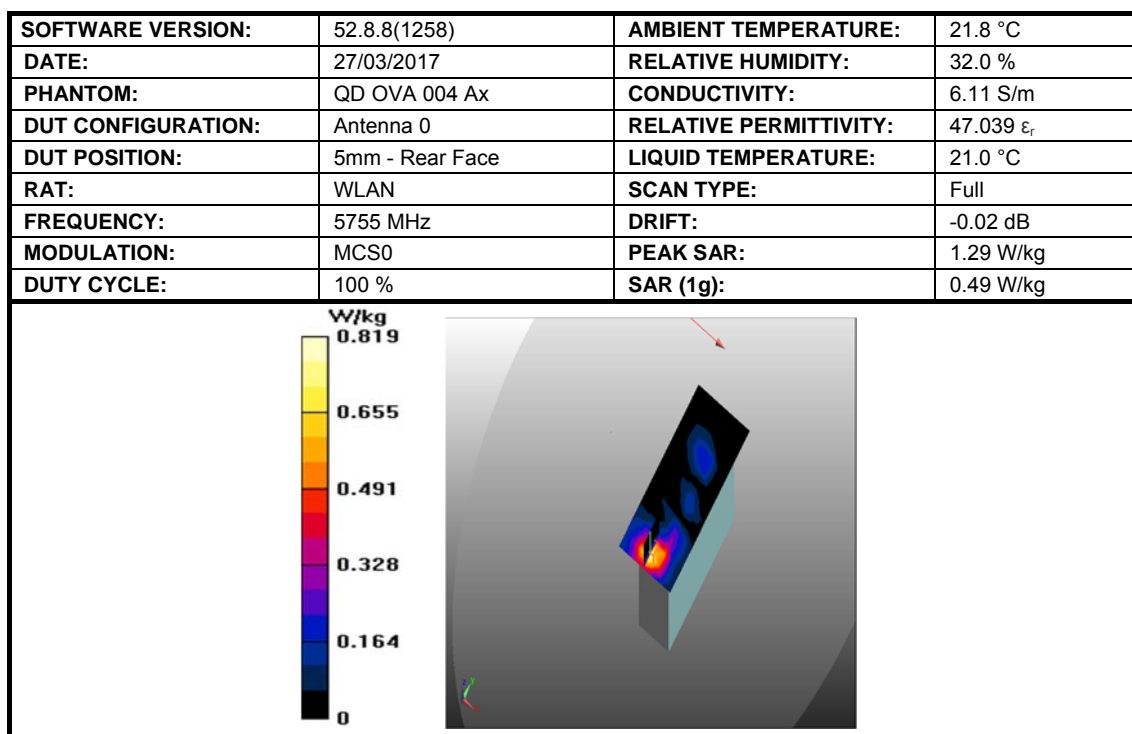 SOFTWARE VERSION: 52.8.8(1258) AMBIENT TEMPERATURE: 21.8 °C
DATE: 27/03/2017 RELATIVE HUMIDITY: 32.0 %
PHANTOM: QD OVA 004 Ax CONDUCTIVITY: 6.11 S/m
DUT CONFIGURATION: Antenna 0 RELATIVE PERMITTIVITY: 47.039 εr
DUT POSITION: 5mm - Rear Face LIQUID TEMPERATURE: 21.0 °C
RAT: WLAN SCAN TYPE: Full
FREQUENCY: 5755 MHz DRIFT: -0.02 dB
MODULATION: MCS0 PEAK SAR: 1.29 W/kg
DUTY CYCLE: 100 % SAR (1g): 0.49 W/kg
W/kg
0.819
0.655
0.491
0.328
0.164
0
z y
x